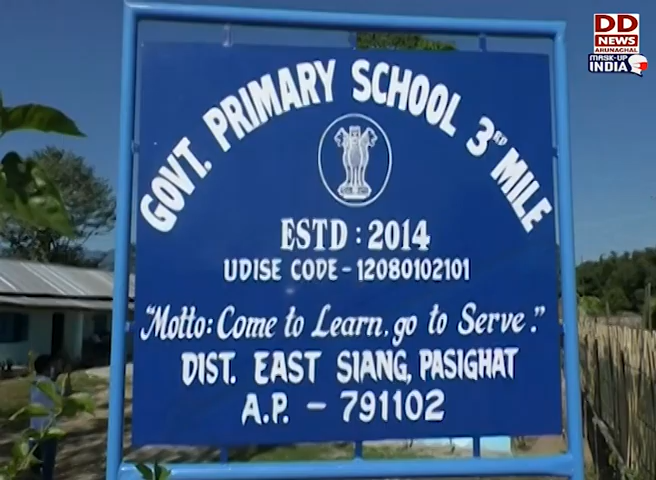 DD
NEWS
ARUNACHAL
MASK-UP
INDIA
GOVT. PRIMARY SCHOOL 3RD MILE
ESTD : 2014
UDISE CODE - 12080102101
"Motto: Come to Learn, go to Serve."
DIST. EAST SIANG, PASIGHAT
A.P. - 791102